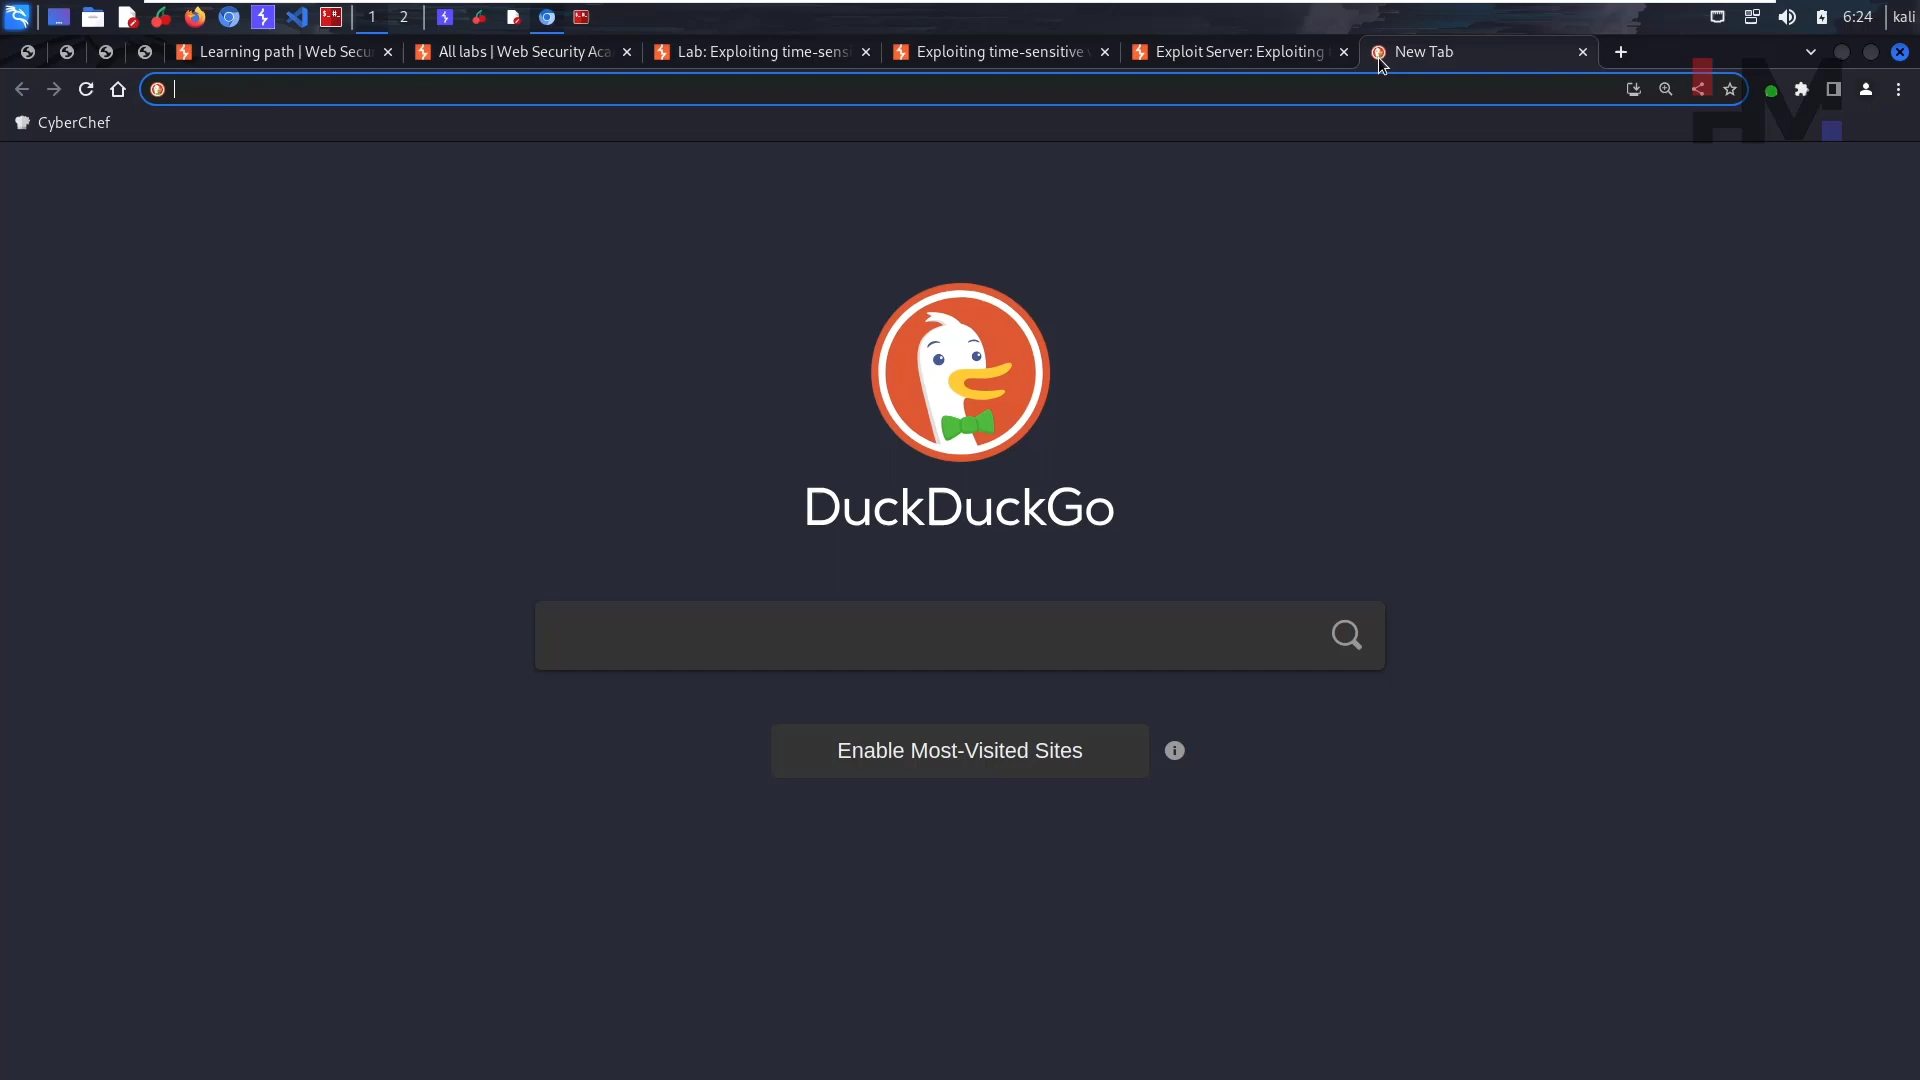 1 2 6:24 kali
Learning path | Web Secu All labs | Web Security Aca Lab: Exploiting time-sens Exploiting time-sensitive Exploit Server: Exploiting New Tab
CyberChef
HM
DuckDuckGo
Enable Most-Visited Sites